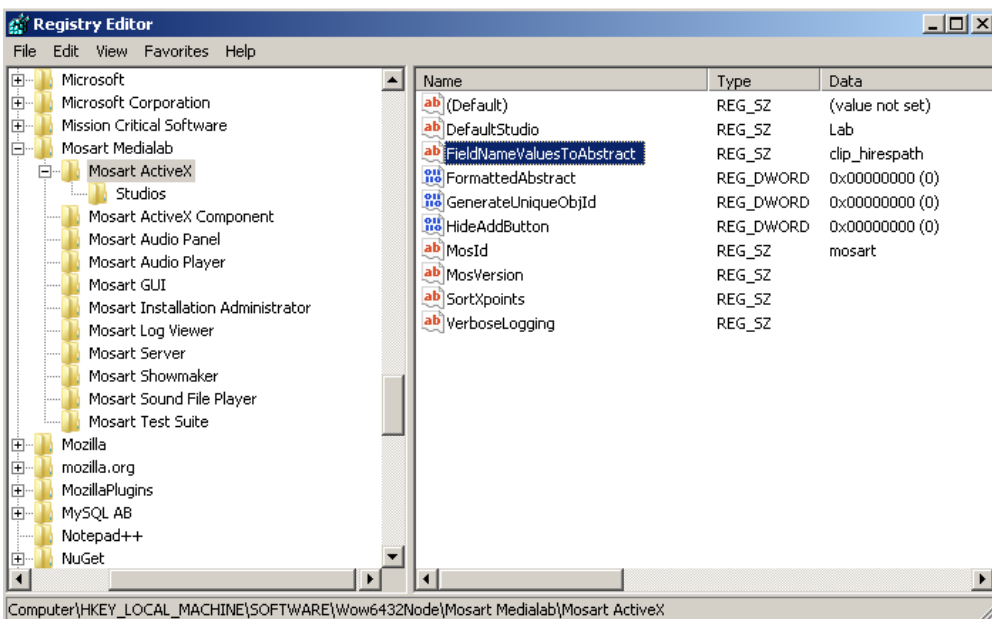 Registry Editor
File Edit View Favorites Help
Microsoft
Microsoft Corporation
Mission Critical Software
Mosart Medialab
Mosart ActiveX
Studios
Mosart ActiveX Component
Mosart Audio Panel
Mosart Audio Player
Mosart GUI
Mosart Installation Administrator
Mosart Log Viewer
Mosart Server
Mosart Showmaker
Mosart Sound File Player
Mosart Test Suite
Mozilla
mozilla.org
MozillaPlugins
MySQL AB
Notepad++
NuGet
Name Type Data
(Default) REG_SZ (value not set)
DefaultStudio REG_SZ Lab
FieldNameValuesToAbstract REG_SZ clip_hirespath
FormattedAbstract REG_DWORD 0x00000000 (0)
GenerateUniqueObjId REG_DWORD 0x00000000 (0)
HideAddButton REG_DWORD 0x00000000 (0)
MosId REG_SZ mosart
MosVersion REG_SZ
SortXpoints REG_SZ
VerboseLogging REG_SZ
Computer\HKEY_LOCAL_MACHINE\SOFTWARE\Wow6432Node\Mosart Medialab\Mosart ActiveX